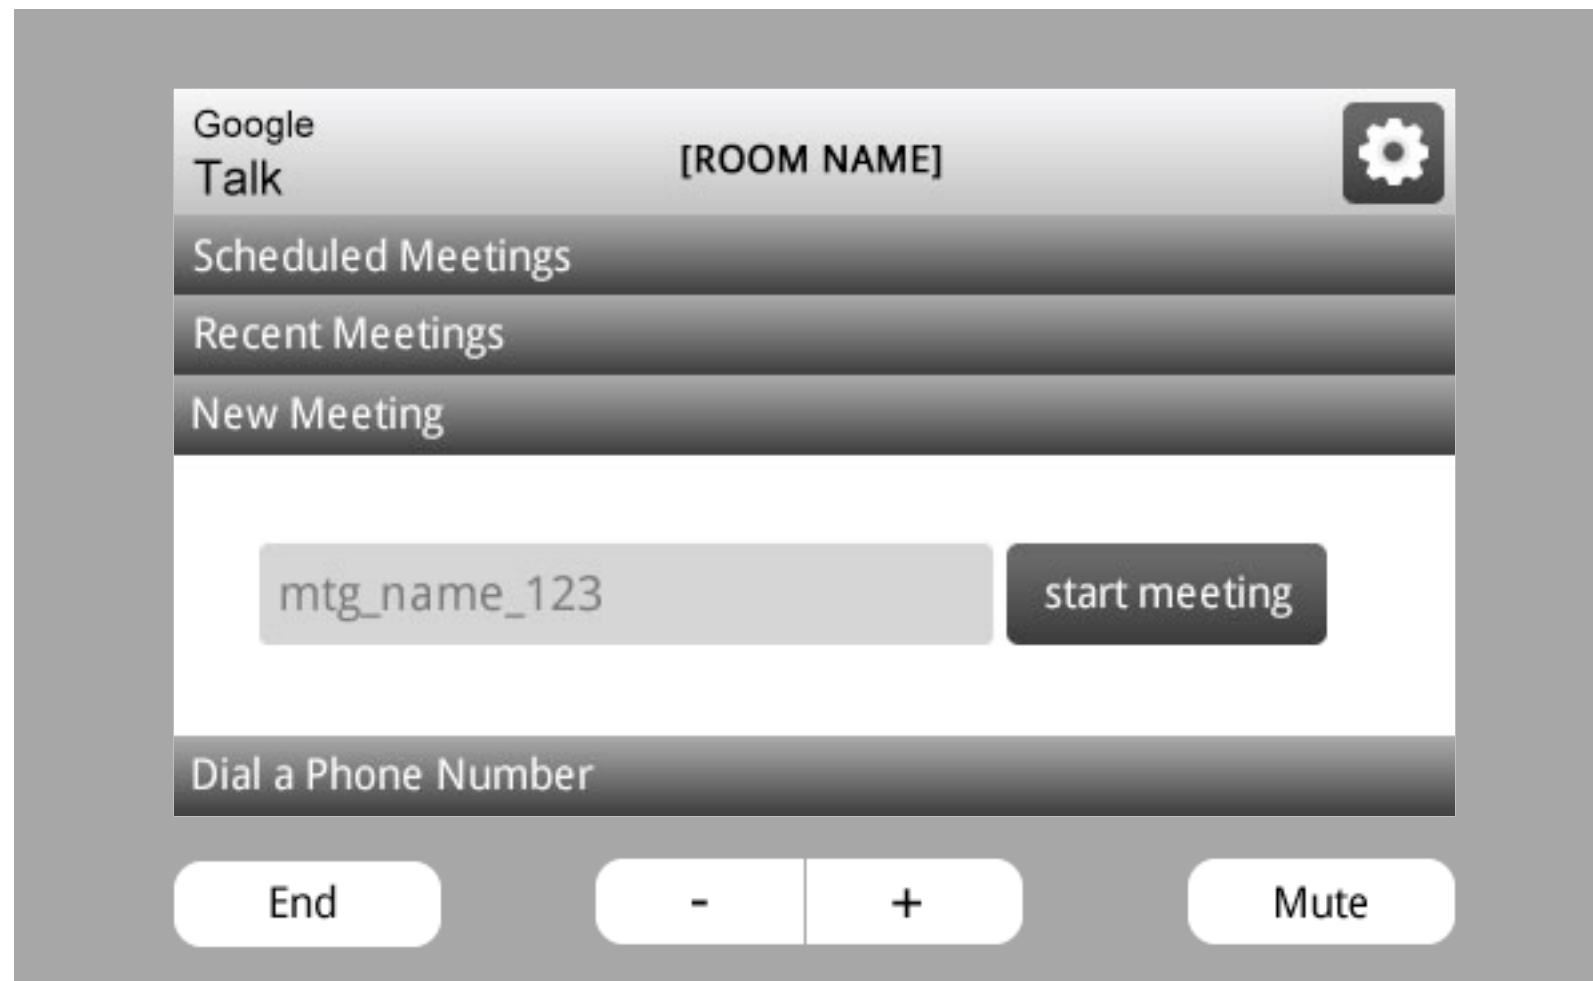 Google
Talk
[ROOM NAME]
Scheduled Meetings
Recent Meetings
New Meeting
mtg_name_123
start meeting
Dial a Phone Number
End
-
+
Mute